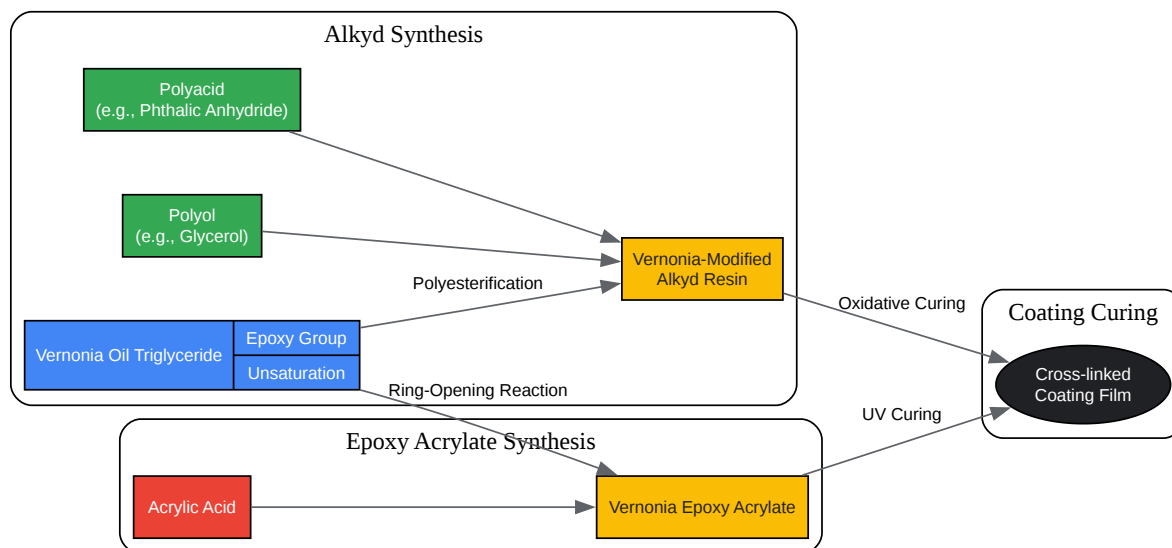 Alkyd Synthesis
Polyacid
(e.g., Phthalic Anhydride)
Polyol
(e.g., Glycerol)
Vernonia-Modified
Alkyd Resin
Polyesterification
Oxidative Curing
Coating Curing
Vernonia Oil Triglyceride
Epoxy Group
Unsaturation
Cross-linked
Coating Film
Ring-Opening Reaction
UV Curing
Epoxy Acrylate Synthesis
Acrylic Acid
Vernonia Epoxy Acrylate